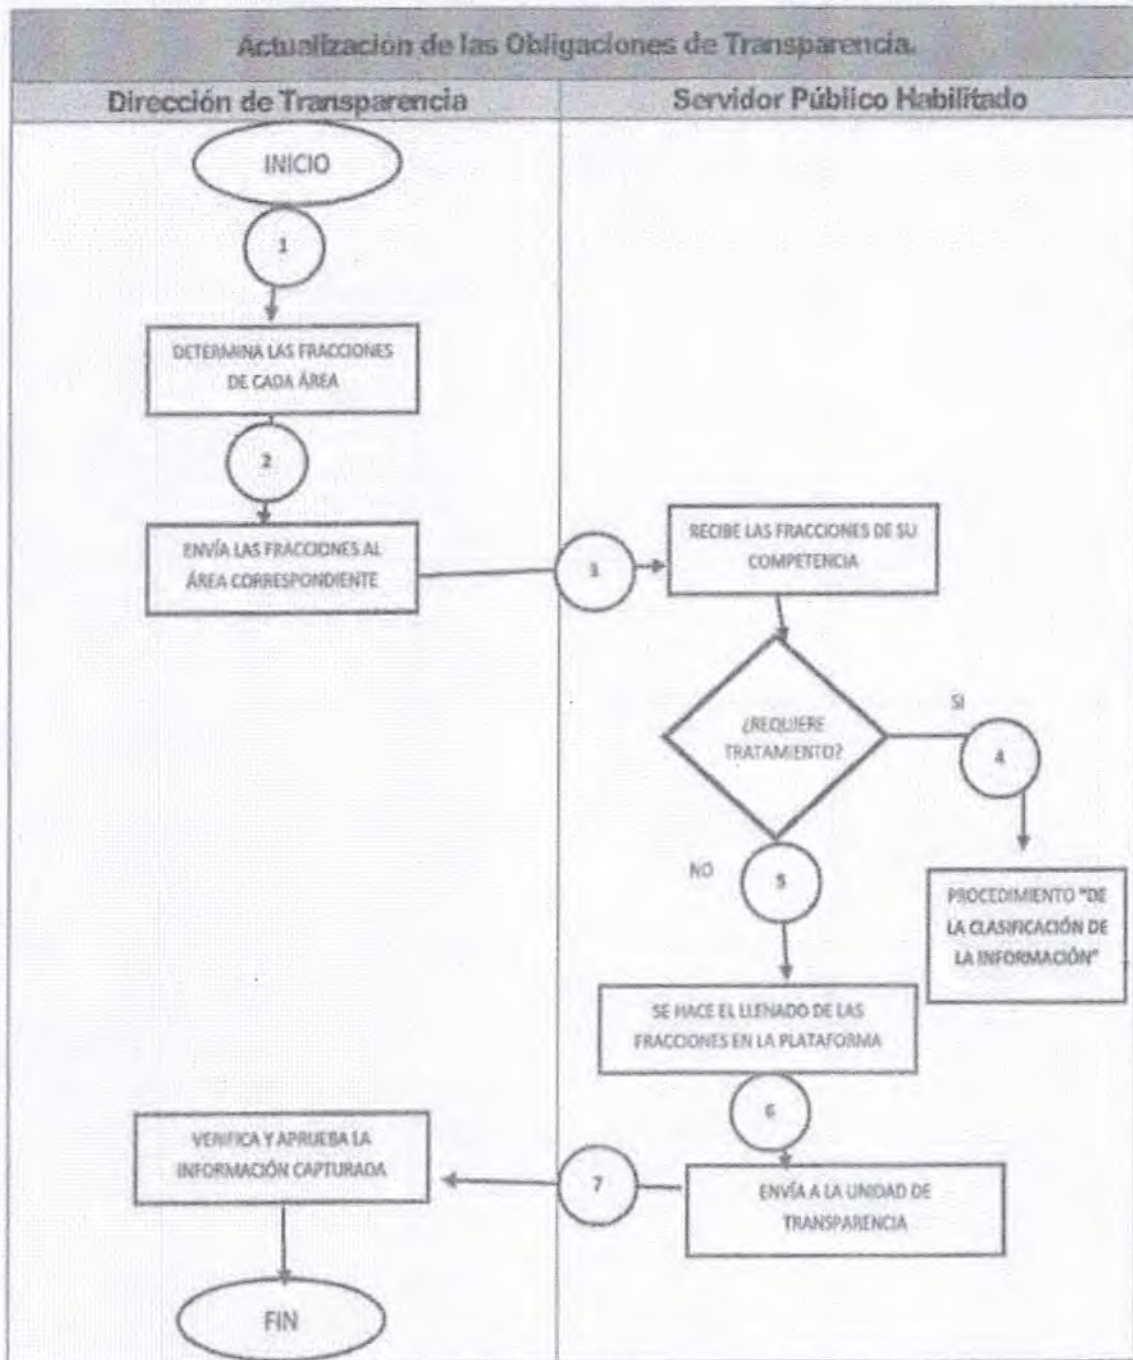 Actualización de las Obligaciones de Transparencia.
Dirección de Transparencia
Servidor Público Habilitado
INICIO
1
DETERMINA LAS FRACCIONES
DE CADA ÁREA
2
ENVÍA LAS FRACCIONES AL
ÁREA CORRESPONDIENTE
3
RECIBE LAS FRACCIONES DE SU
COMPETENCIA
¿REQUIERE
TRATAMIENTO?
SI
4
NO
5
PROCEDIMIENTO "DE
LA CLASIFICACIÓN DE
LA INFORMACIÓN"
SE HACE EL LLENADO DE LAS
FRACCIONES EN LA PLATAFORMA
6
ENVÍA A LA UNIDAD DE
TRANSPARENCIA
7
VERIFICA Y APRUEBA LA
INFORMACIÓN CAPTURADA
FIN